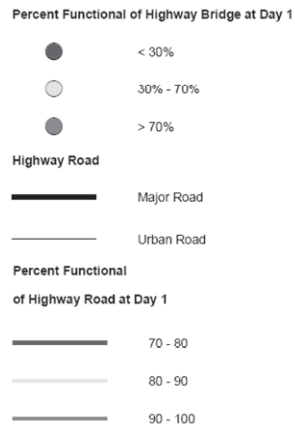 Percent Functional of Highway Bridge at Day 1
< 30%
30% - 70%
> 70%
Highway Road
Major Road
Urban Road
Percent Functional
of Highway Road at Day 1
70 - 80
80 - 90
90 - 100